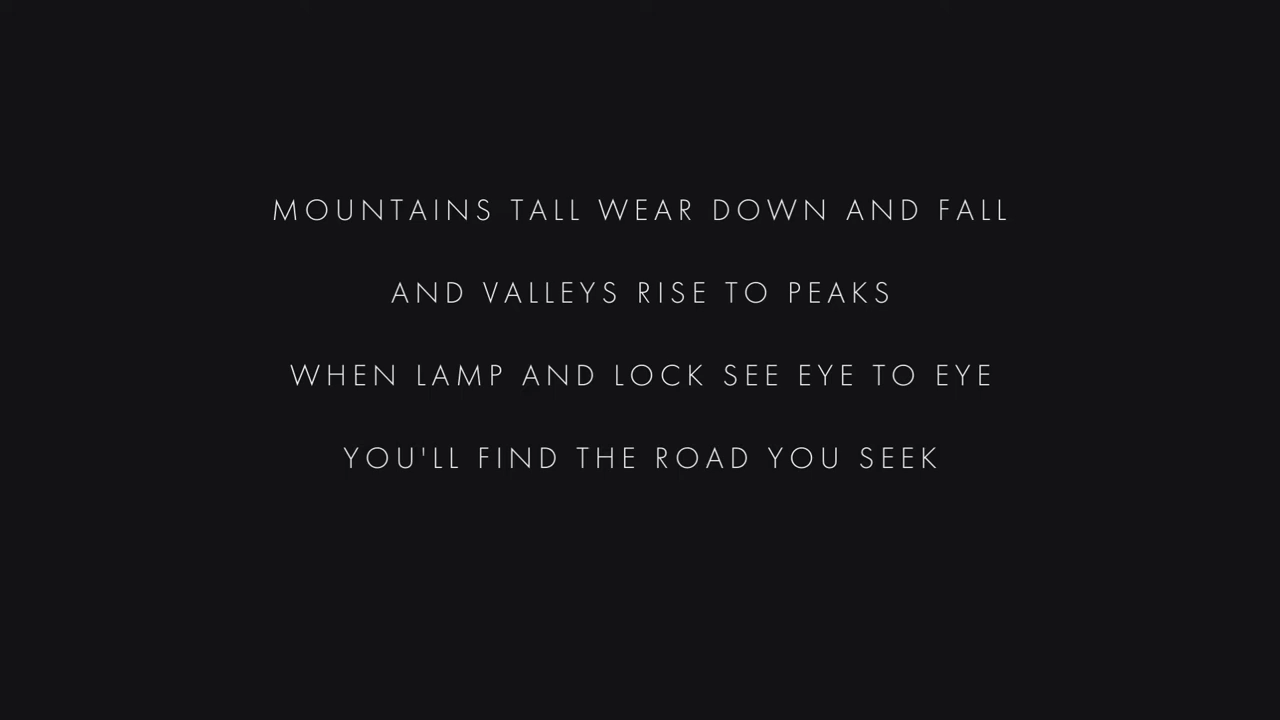 MOUNTAINS TALL WEAR DOWN AND FALL
AND VALLEYS RISE TO PEAKS
WHEN LAMP AND LOCK SEE EYE TO EYE
YOU'LL FIND THE ROAD YOU SEEK